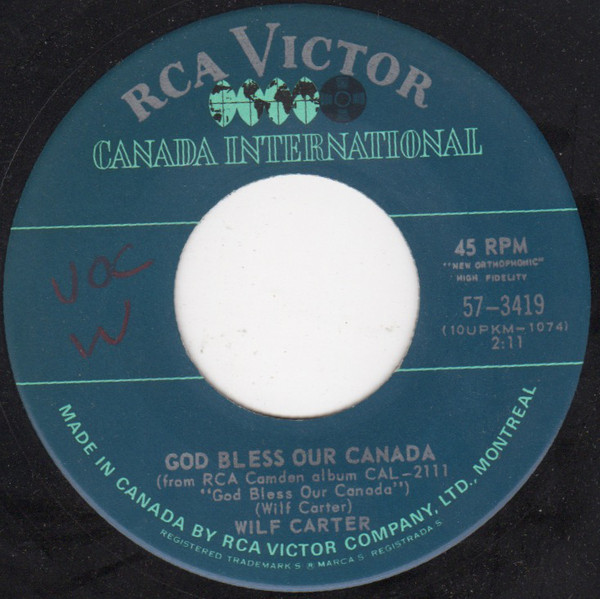 RCA VICTOR
CANADA INTERNATIONAL
VOC
W
45 RPM
"NEW ORTHOPHONIC"
HIGH FIDELITY
57-3419
(10UPKM-1074)
2:11
GOD BLESS OUR CANADA
(from RCA Camden album CAL-2111
"God Bless Our Canada")
(Wilf Carter)
WILF CARTER
MADE IN CANADA BY RCA VICTOR COMPANY, LTD., MONTREAL
REGISTERED TRADEMARKS ® MARCAS REGISTRADAS